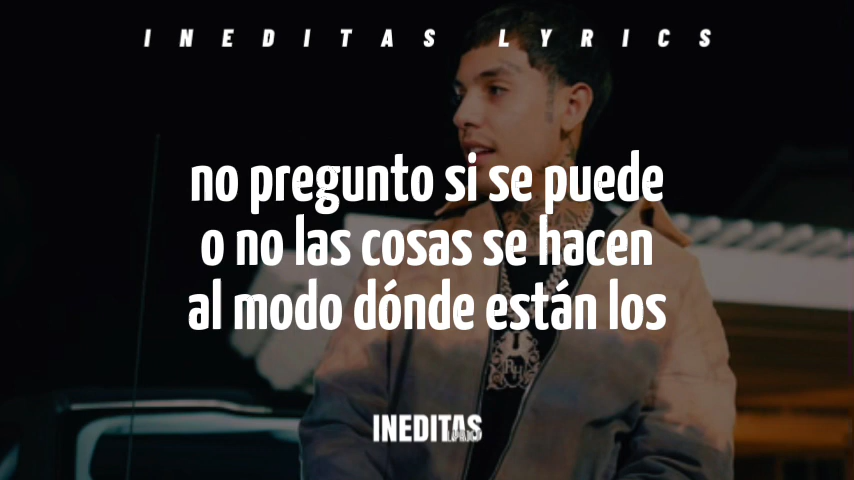 INEDITAS LYRICS
no pregunto si se puede
o no las cosas se hacen
al modo dónde están los
INEDITAS